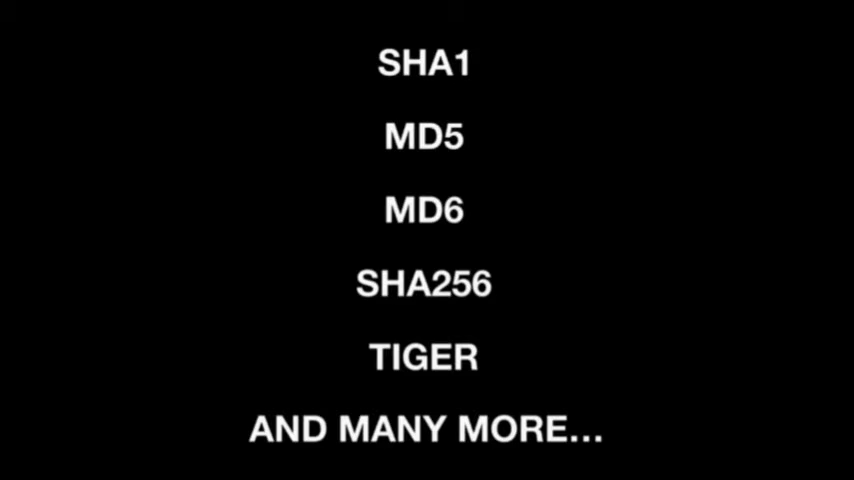 SHA1
MD5
MD6
SHA256
TIGER
AND MANY MORE...